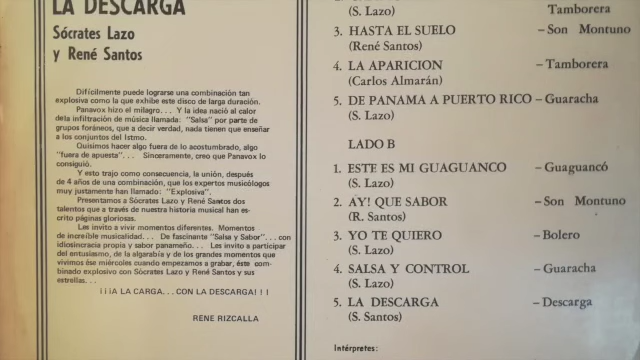 LA DESCARGA
Sócrates Lazo
y René Santos
Difícilmente puede lograrse una combinación tan
explosiva como la que exhibe este disco de larga duración.
Panavox hizo el milagro... Y la idea nació al calor
dela infiltración de música llamada: "Salsa" por parte de
grupos foráneos, que a decir verdad, nada tienen que enseñar
a los conjuntos del Istmo.
Quisimos hacer algo fuera de lo acostumbrado, algo
"fuera de apuesta"... Sinceramente, creo que Panavox lo
consiguió.
Y esto trajo como consecuencia, la unión, después
de 4 años de una combinación, que los expertos musicólogos
muy justamente han llamado: "Explosiva".
Presentamos a Sócrates Lazo y René Santos dos
talentos que a través de nuestra historia musical han es-
crito páginas gloriosas.
Les invito a vivir momentos diferentes. Momentos
de increíble musicalidad... De fascinante "Salsa y Sabor"... con
idiosincracia propia y sabor panameño... Les invito a participar
del entusiasmo, de la algarabía y de los grandes momentos que
vivimos ése miercoles cuando empezamos a grabar, éste com-
binado explosivo con Sócrates Lazo y René Santos y sus
estrellas...
¡¡¡A LA CARGA... CON LA DESCARGA!!!
RENE RIZCALLA
(S. Lazo) Tamborera
3. HASTA EL SUELO – Son Montuno
(René Santos)
4. LA APARICION – Tamborera
(Carlos Almarán)
5. DE PANAMA A PUERTO RICO – Guaracha
(S. Lazo)
LADO B
1. ESTE ES MI GUAGUANCO – Guaguancó
(S. Lazo)
2. AY! QUE SABOR – Son Montuno
(R. Santos)
3. YO TE QUIERO – Bolero
(S. Lazo)
4. SALSA Y CONTROL – Guaracha
(S. Lazo)
5. LA DESCARGA – Descarga
(S. Santos)
Intérpretes: